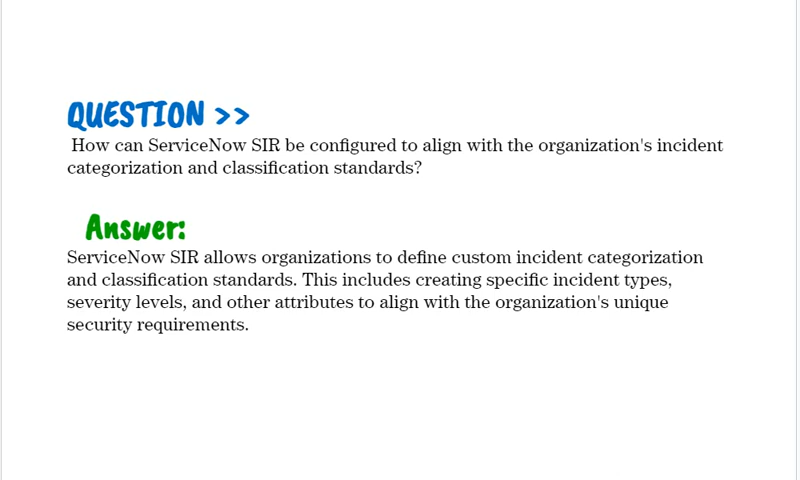 QUESTION >>
How can ServiceNow SIR be configured to align with the organization's incident
categorization and classification standards?
Answer:
ServiceNow SIR allows organizations to define custom incident categorization
and classification standards. This includes creating specific incident types,
severity levels, and other attributes to align with the organization's unique
security requirements.